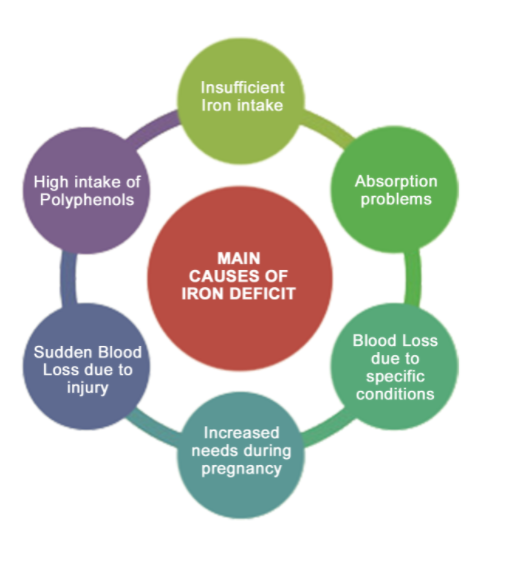 Insufficient
Iron intake
Absorption
problems
Blood Loss
due to
specific
conditions
Increased
needs during
pregnancy
Sudden Blood
Loss due to
injury
High intake of
Polyphenols
MAIN
CAUSES OF
IRON DEFICIT